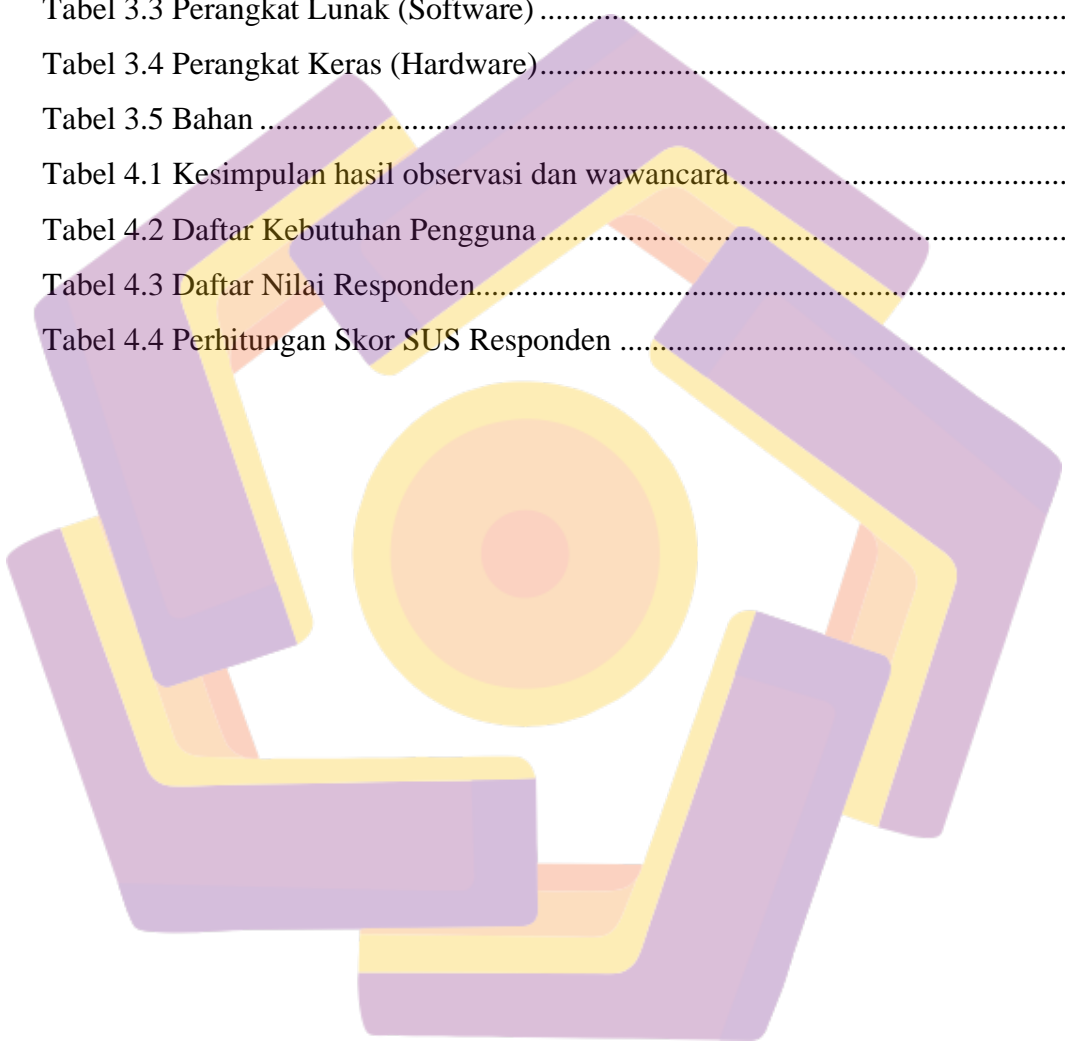 Tabel 3.3 Perangkat Lunak (Software) ....................................................................
Tabel 3.4 Perangkat Keras (Hardware)....................................................................
Tabel 3.5 Bahan ........................................................................................................
Tabel 4.1 Kesimpulan hasil observasi dan wawancara...........................................
Tabel 4.2 Daftar Kebutuhan Pengguna....................................................................
Tabel 4.3 Daftar Nilai Responden............................................................................
Tabel 4.4 Perhitungan Skor SUS Responden .........................................................